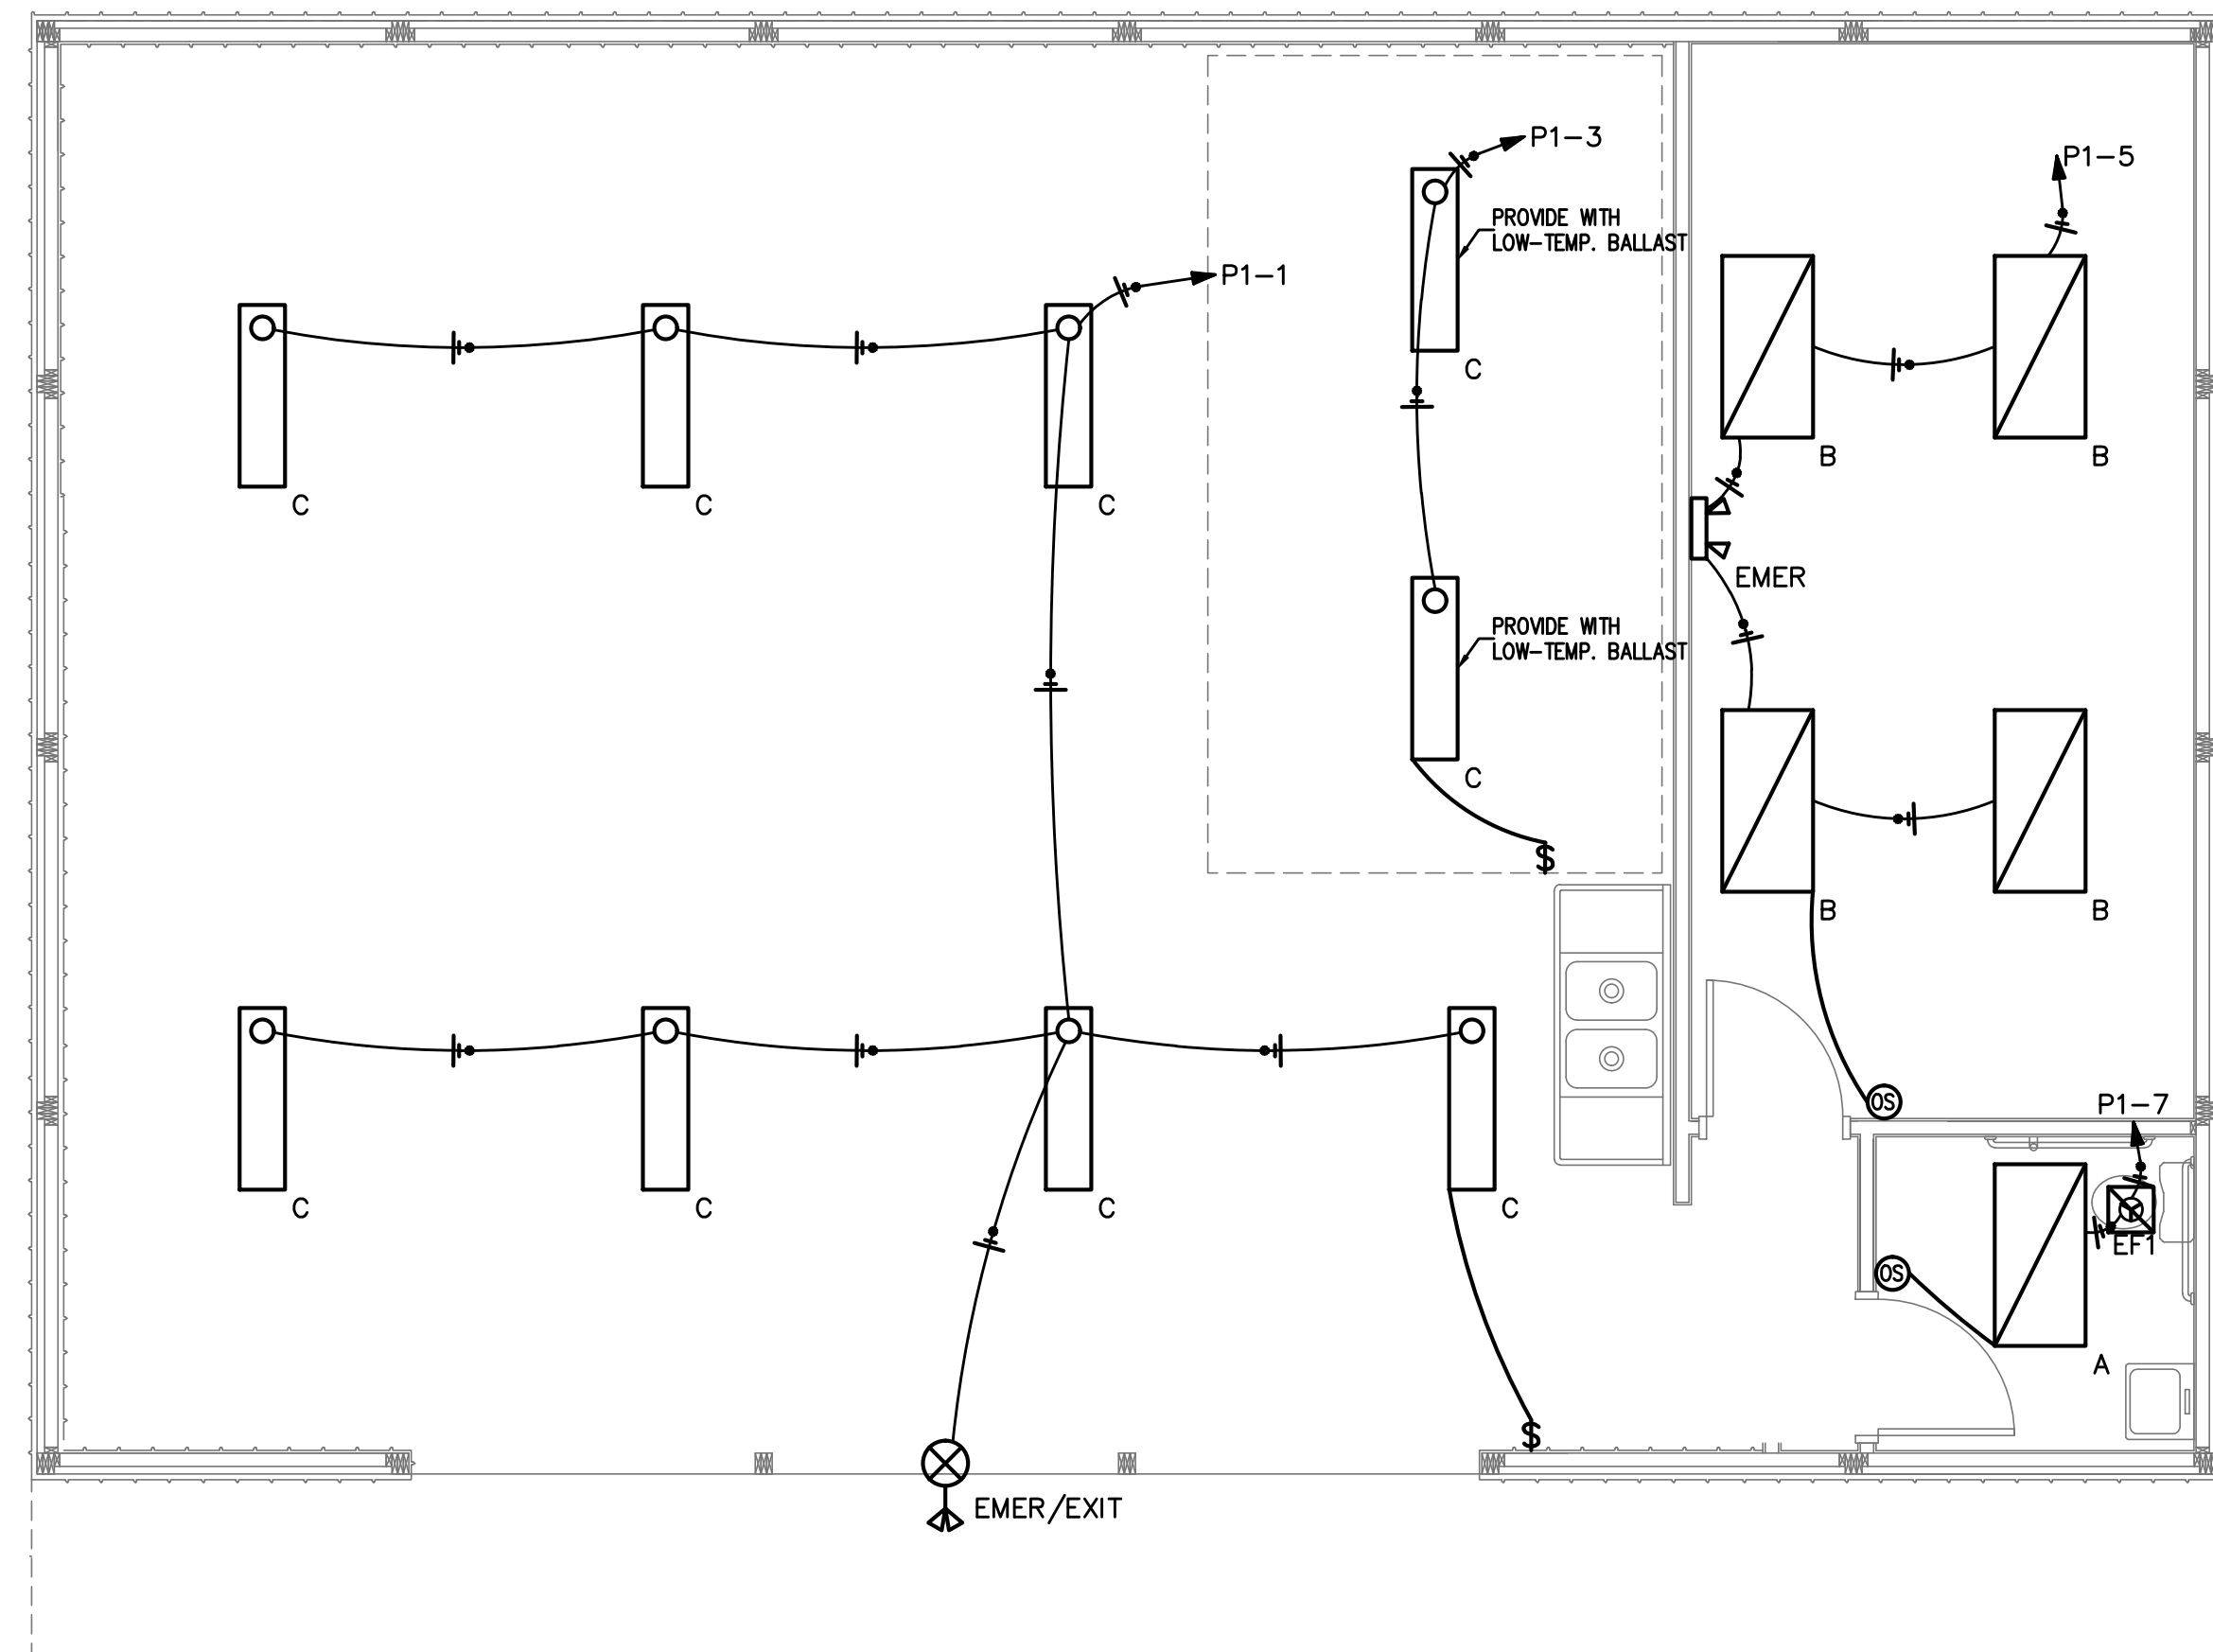 P1-3
P1-5
PROVIDE WITH
LOW-TEMP. BALLAST
P1-1
C
B
B
C
C
C
EMER
PROVIDE WITH
LOW-TEMP. BALLAST
C
$
B
B
OS
P1-7
C
C
C
C
EF1
OS
A
$
EMER/EXIT